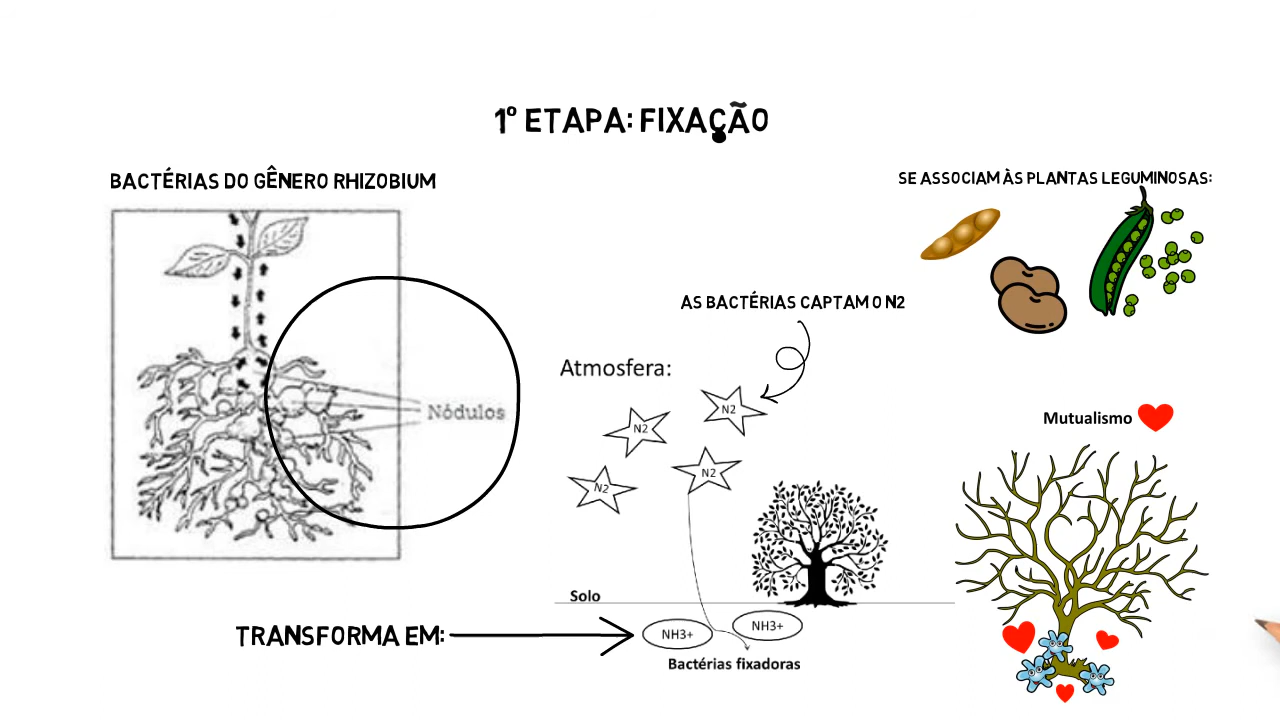 1º ETAPA: FIXAÇÃO
BACTÉRIAS DO GÊNERO RHIZOBIUM
SE ASSOCIAM ÀS PLANTAS LEGUMINOSAS:
AS BACTÉRIAS CAPTAM O N2
Atmosfera:
Nódulos
N2
N2
N2
N2
Mutualismo
Solo
TRANSFORMA EM:
NH3+
NH3+
Bactérias fixadoras